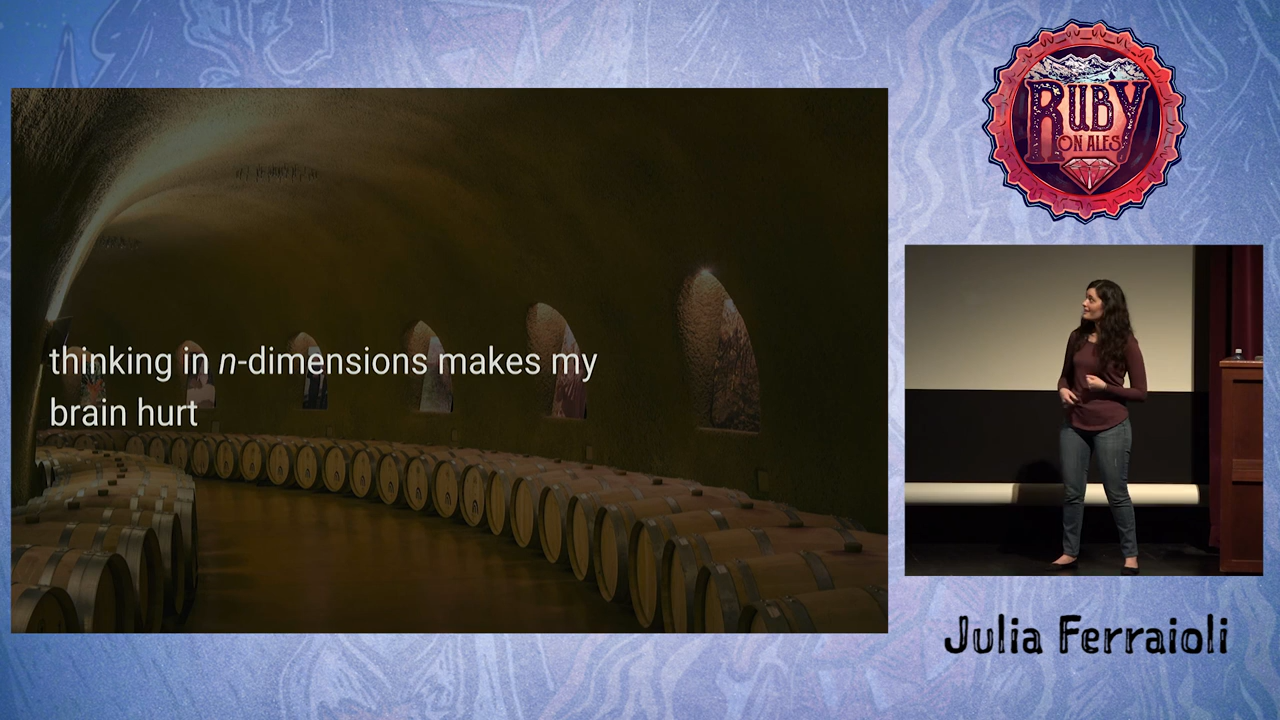 thinking in n-dimensions makes my
brain hurt
RUBY
ON ALES
Julia Ferraioli